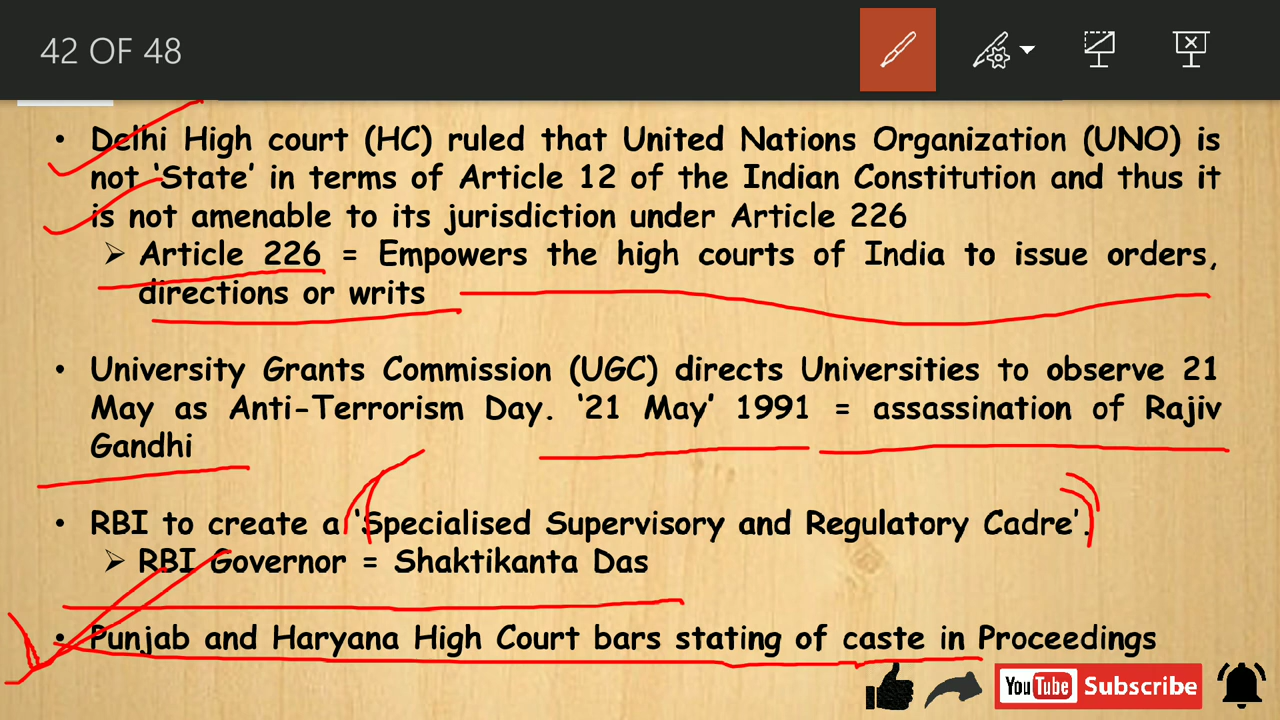 42 OF 48
• Delhi High court (HC) ruled that United Nations Organization (UNO) is
not ‘State’ in terms of Article 12 of the Indian Constitution and thus it
is not amenable to its jurisdiction under Article 226
➢ Article 226 = Empowers the high courts of India to issue orders,
directions or writs
• University Grants Commission (UGC) directs Universities to observe 21
May as Anti-Terrorism Day. ‘21 May’ 1991 = assassination of Rajiv
Gandhi
• RBI to create a ‘Specialised Supervisory and Regulatory Cadre’.
➢ RBI Governor = Shaktikanta Das
• Punjab and Haryana High Court bars stating of caste in Proceedings
YouTube Subscribe